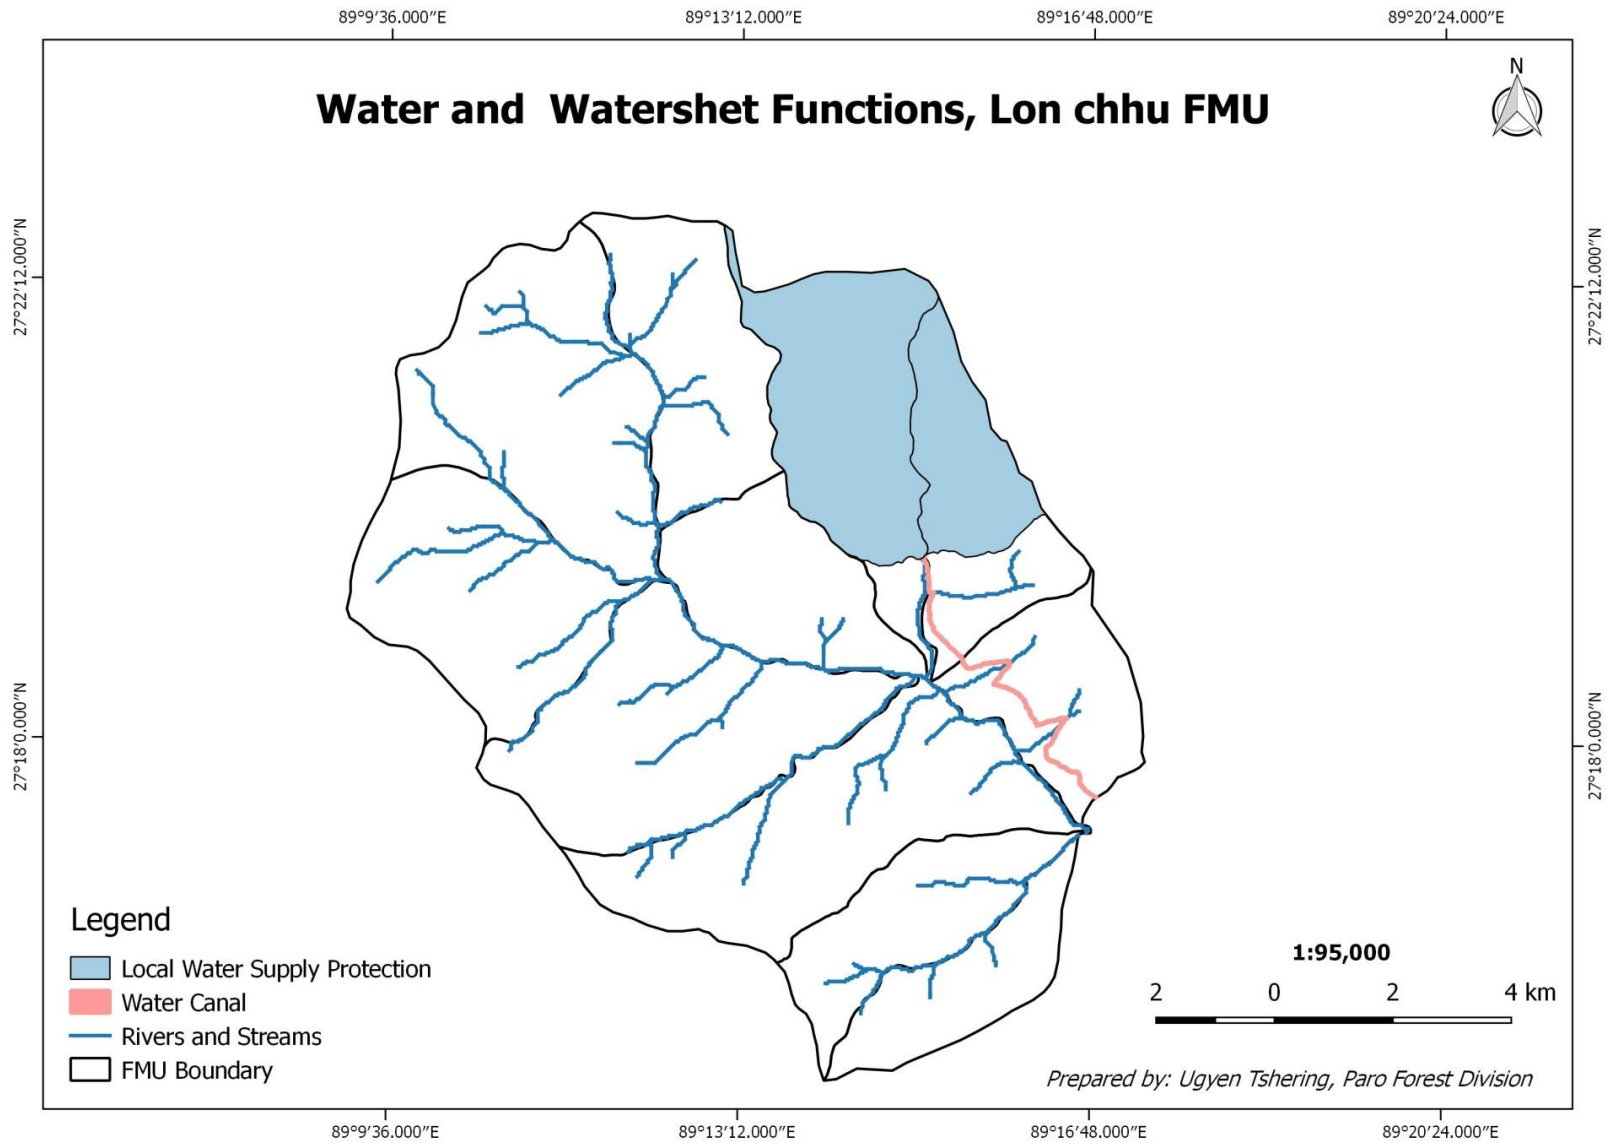 89°9′36.000″E 89°13′12.000″E 89°16′48.000″E 89°20′24.000″E
Water and  Watershet Functions, Lon chhu FMU
N
27°22′12.000″N
27°22′12.000″N
27°18′0.000″N
27°18′0.000″N
Legend
Local Water Supply Protection
Water Canal
Rivers and Streams
FMU Boundary
1:95,000
2 0 2 4 km
Prepared by: Ugyen Tshering, Paro Forest Division
89°9′36.000″E 89°13′12.000″E 89°16′48.000″E 89°20′24.000″E